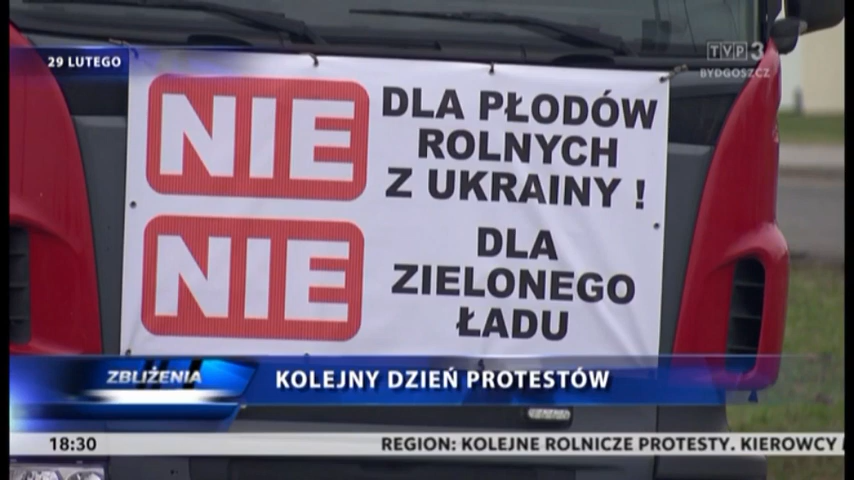 29 LUTEGO
TVP3
BYDGOSZCZ
NIE
DLA PŁODÓW
ROLNYCH
Z UKRAINY !
NIE
DLA
ZIELONEGO
ŁADU
ZBLIŻENIA
KOLEJNY DZIEŃ PROTESTÓW
18:30
REGION: KOLEJNE ROLNICZE PROTESTY. KIEROWCY